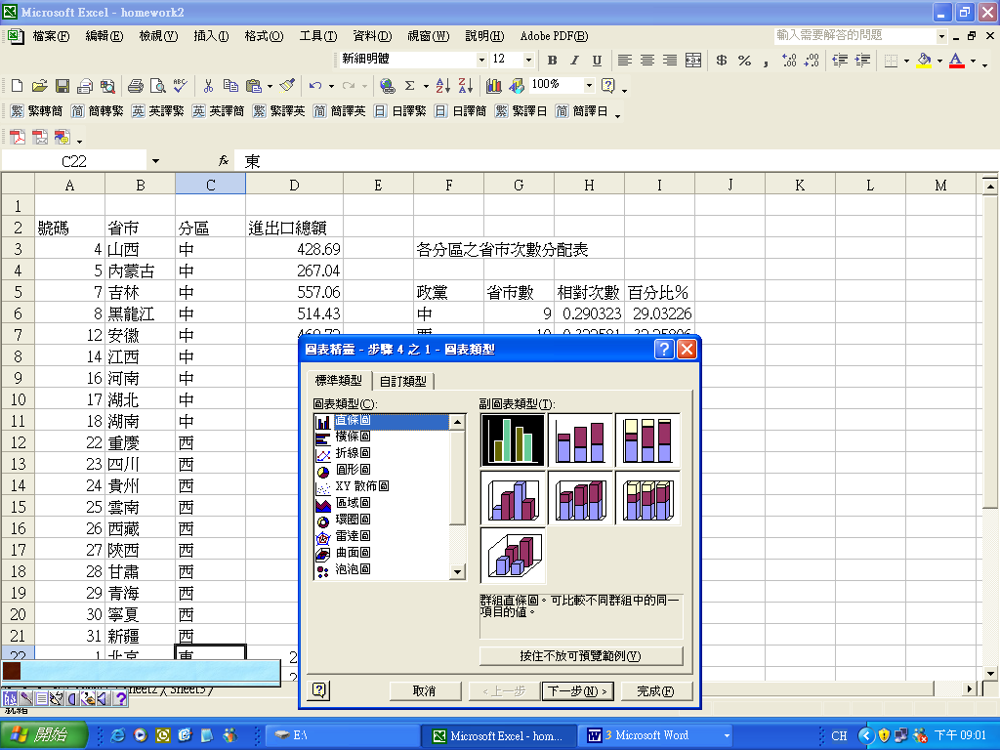 Microsoft Excel - homework2
檔案(F) 編輯(E) 檢視(V) 插入(I) 格式(O) 工具(T) 資料(D) 視窗(W) 說明(H) Adobe PDF(B) 輸入需要解答的問題
新細明體 12 B I U $ % ,
100%
繁轉簡 簡轉繁 英譯繁 英譯簡 繁譯英 簡譯英 日譯繁 日譯簡 繁譯日 簡譯日
C22 fx 東
A B C D E F G H I J K L M
1
2 號碼 省市 分區 進出口總額
3 4 山西 中 428.69 各分區之省市次數分配表
4 5 內蒙古 中 267.04
5 7 吉林 中 557.06 政黨 省市數 相對次數 百分比%
6 8 黑龍江 中 514.43 中 9 0.290323 29.03226
7 12 安徽 中
8 14 江西 中
9 16 河南 中
10 17 湖北 中
11 18 湖南 中
12 22 重慶 西
13 23 四川 西
14 24 貴州 西
15 25 雲南 西
16 26 西藏 西
17 27 陝西 西
18 28 甘肅 西
19 29 青海 西
20 30 寧夏 西
21 31 新疆 西
22 1 北京 東 2
圖表精靈 - 步驟 4 之 1 - 圖表類型
標準類型 自訂類型
圖表類型(C): 副圖表類型(T):
直條圖
橫條圖
折線圖
圓形圖
XY 散佈圖
區域圖
環圈圖
雷達圖
曲面圖
泡泡圖
群組直條圖。可比較不同群組中的同一
項目的值。
按住不放可預覽範例(V)
取消 <上一步 下一步(N)> 完成(F)
Sheet2 Sheet3
就緒
開始 E:\ Microsoft Excel - hom... 3 Microsoft Word CH 下午 09:01